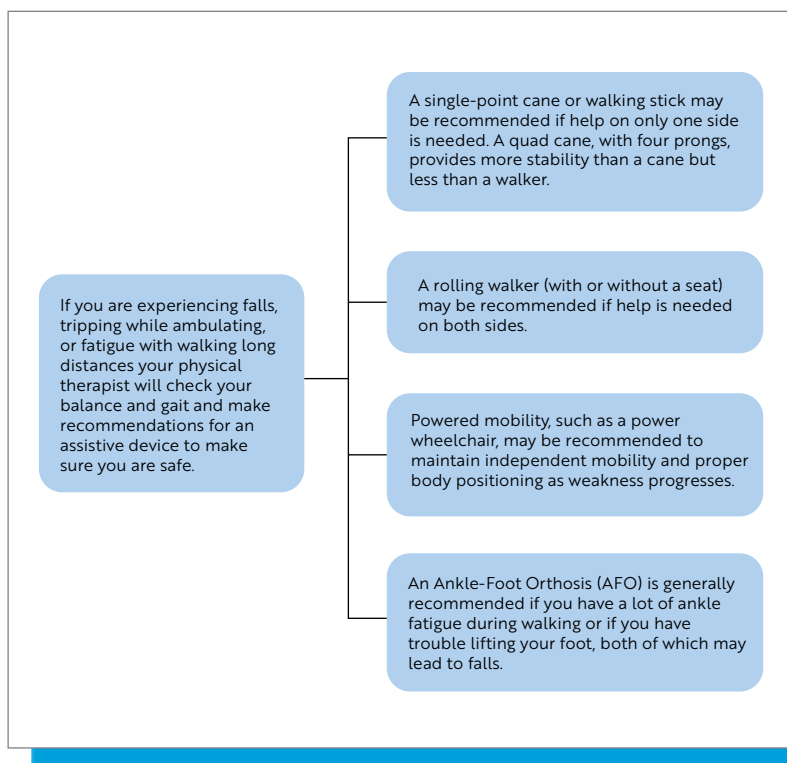 If you are experiencing falls,
tripping while ambulating,
or fatigue with walking long
distances your physical
therapist will check your
balance and gait and make
recommendations for an
assistive device to make
sure you are safe.
A single-point cane or walking stick may
be recommended if help on only one side
is needed. A quad cane, with four prongs,
provides more stability than a cane but
less than a walker.
A rolling walker (with or without a seat)
may be recommended if help is needed
on both sides.
Powered mobility, such as a power
wheelchair, may be recommended to
maintain independent mobility and proper
body positioning as weakness progresses.
An Ankle-Foot Orthosis (AFO) is generally
recommended if you have a lot of ankle
fatigue during walking or if you have
trouble lifting your foot, both of which may
lead to falls.